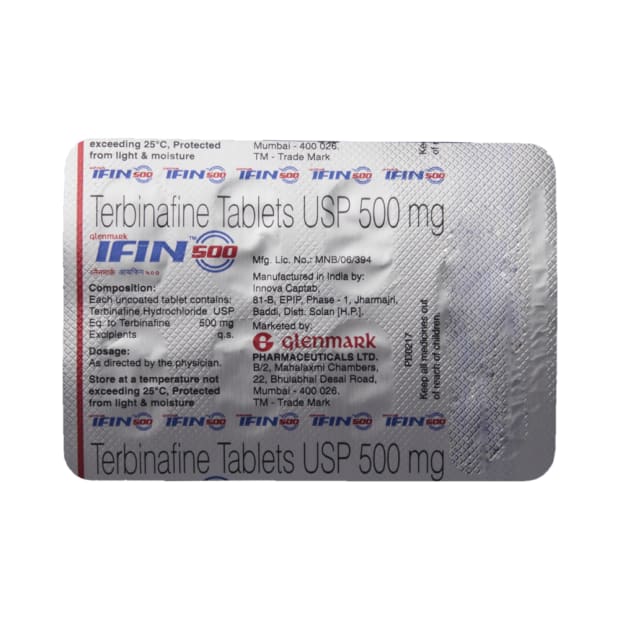 exceeding 25°C, Protected
from light & moisture
Mumbai - 400 026.
TM - Trade Mark
IFIN 500 IFIN 500 IFIN 500 IFIN 500 IFIN 500
Terbinafine Tablets USP 500 mg
glenmark
IFIN™ 500
ग्लेनमार्क आयफिन ५००
Composition:
Each uncoated tablet contains:
Terbinafine Hydrochloride USP
Eq. to Terbinafine 500 mg
Excipients q.s.
Dosage:
As directed by the physician.
Store at a temperature not
exceeding 25°C, Protected
from light & moisture
Mfg. Lic. No.: MNB/06/394
Manufactured in India by:
Innova Captab,
81-B, EPIP, Phase - 1, Jharmajri,
Baddi, Distt. Solan [H.P.].
Marketed by:
G glenmark
PHARMACEUTICALS LTD.
B/2, Mahalaxmi Chambers,
22, Bhulabhai Desai Road,
Mumbai - 400 026.
TM - Trade Mark
PD3217
Keep all medicines out
of reach of children.
IFIN 500 IFIN 500 IFIN 500 IFIN 500 IFIN 500
Terbinafine Tablets USP 500 mg